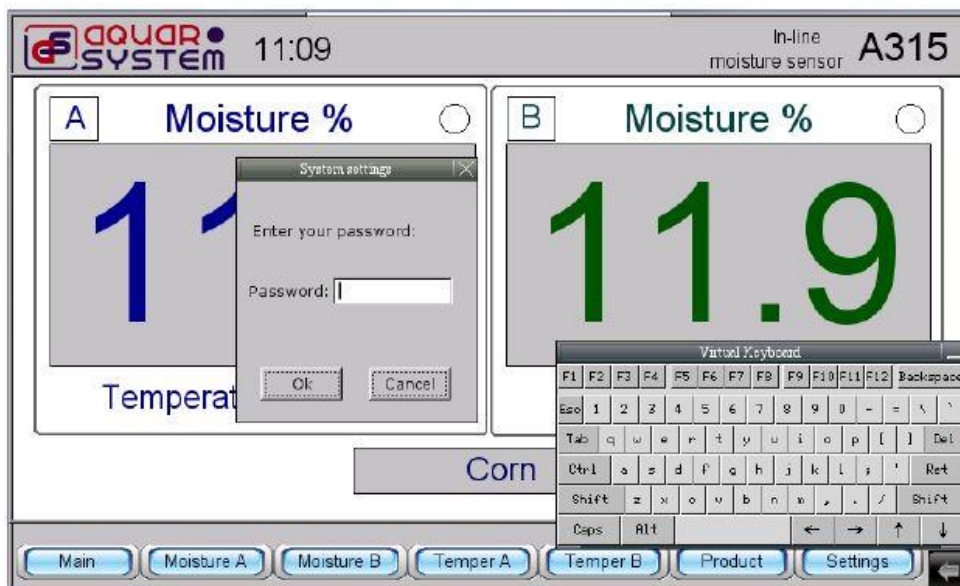 aquar
system
11:09
In-line
moisture sensor
A315
A
Moisture %
B
Moisture %
11.9
System settings
Enter your password:
Password:
Ok
Cancel
Temperat
Corn
Virtual Keyboard
F1 F2 F3 F4 F5 F6 F7 F8 F9 F10 F11 F12 Backspace
Esc 1 2 3 4 5 6 7 8 9 0 - = \ `
Tab q w e r t y u i o p [ ] Del
Ctrl a s d f g h j k l ; ' Ret
Shift z x c v b n m , . / Shift
Caps Alt ← → ↑ ↓
Main
Moisture A
Moisture B
Temper A
Temper B
Product
Settings